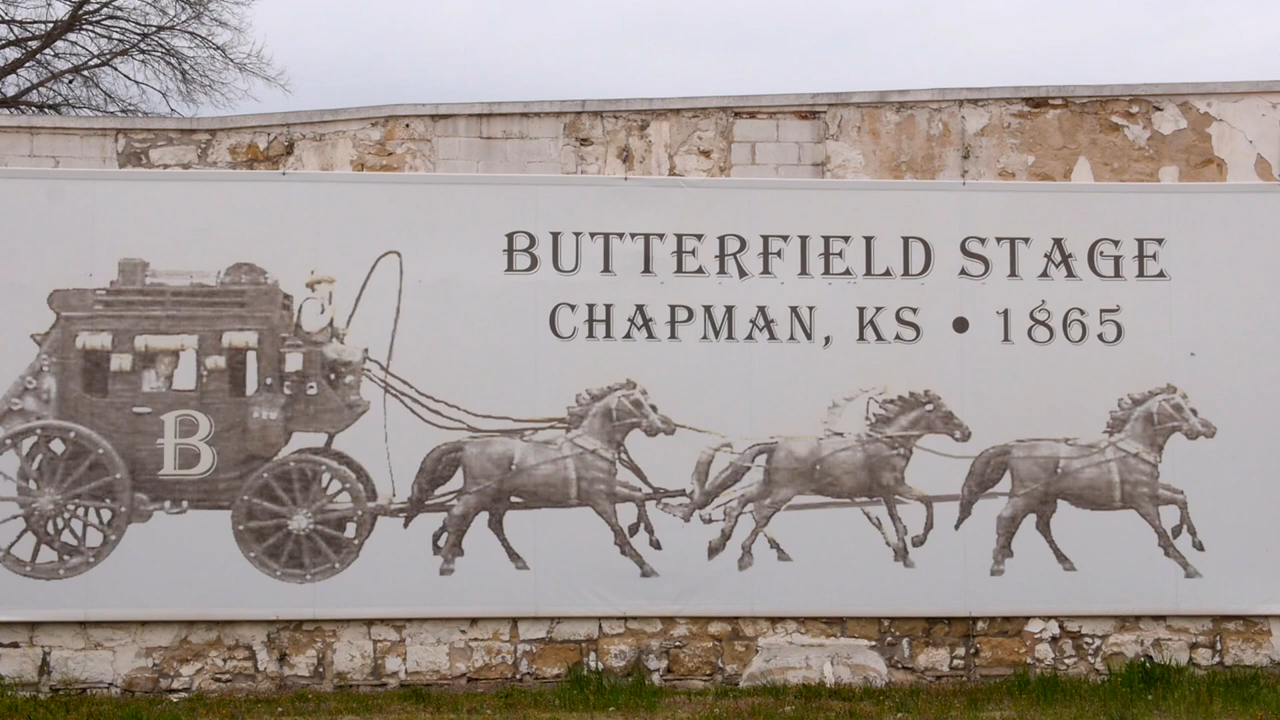 BUTTERFIELD STAGE
CHAPMAN, KS • 1865
B